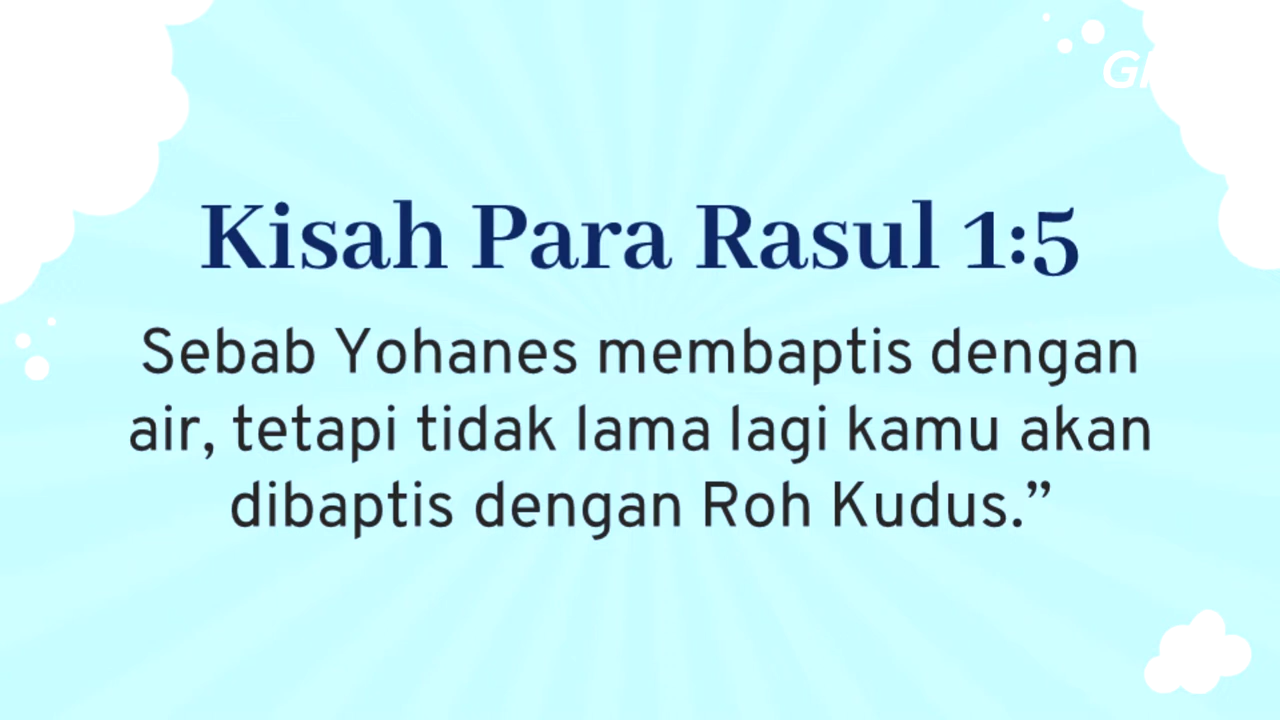 Kisah Para Rasul 1:5
Sebab Yohanes membaptis dengan
air, tetapi tidak lama lagi kamu akan
dibaptis dengan Roh Kudus.”